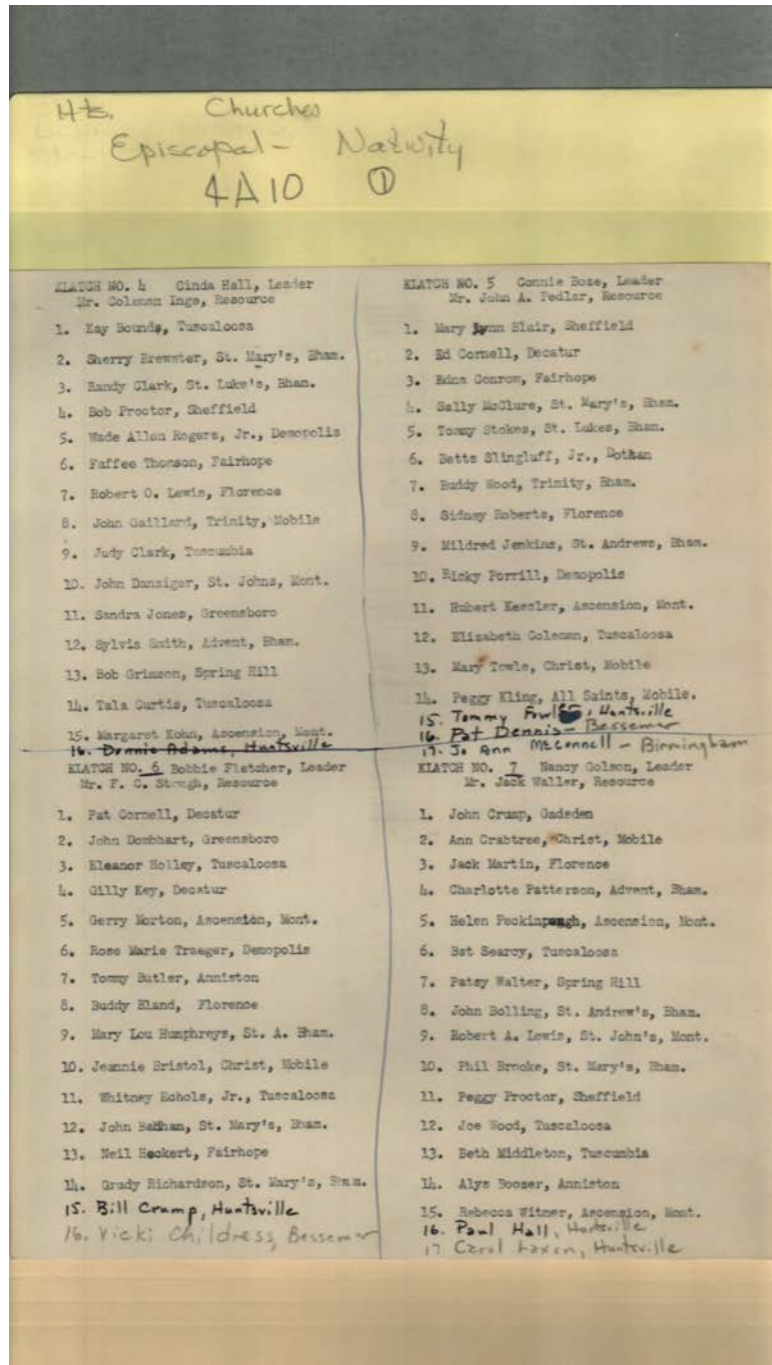 Hts. Churches
Episcopal - Nativity
4A10 ①
KLATCH NO. 4 Cinda Hall, Leader
Mr. Coleman Inge, Resource
1. Kay Bounds, Tuscaloosa
2. Sherry Brewster, St. Mary's, Bham.
3. Randy Clark, St. Luke's, Bham.
4. Bob Proctor, Sheffield
5. Wade Allen Rogers, Jr., Demopolis
6. Faffee Thomson, Fairhope
7. Robert O. Lewis, Florence
8. John Gaillard, Trinity, Mobile
9. Judy Clark, Tuscumbia
10. John Danziger, St. Johns, Mont.
11. Sandra Jones, Greensboro
12. Sylvis Smith, Advent, Bham.
13. Bob Grimson, Spring Hill
14. Tala Curtis, Tuscaloosa
15. Margaret Kohn, Ascension, Mont.
16. Donnie Adams, Huntsville
KLATCH NO. 5 Connie Boze, Leader
Mr. John A. Pedlar, Resource
1. Mary Lynn Blair, Sheffield
2. Ed Cornell, Decatur
3. Edna Conrow, Fairhope
4. Sally McClure, St. Mary's, Bham.
5. Tommy Stokes, St. Lukes, Bham.
6. Betts Slingluff, Jr., Dothan
7. Buddy Wood, Trinity, Bham.
8. Sidney Roberts, Florence
9. Mildred Jenkins, St. Andrews, Bham.
10. Ricky Perrill, Demopolis
11. Hubert Kessler, Ascension, Mont.
12. Elizabeth Coleman, Tuscaloosa
13. Mary Towle, Christ, Mobile
14. Peggy Kling, All Saints, Mobile.
15. Tommy Huntsville
16. Pat Dennis - Bessemer
17. Jo Ann McConnell - Birmingham
KLATCH NO. 6 Bobbie Fletcher, Leader
Mr. F. C. Resource
1. Pat Cornell, Decatur
2. John Dombhart, Greensboro
3. Eleanor Holley, Tuscaloosa
4. Gilly Key, Decatur
5. Gerry Norton, Ascension, Mont.
6. Rose Marie Traeger, Demopolis
7. Tommy Butler, Anniston
8. Buddy Eland, Florence
9. Mary Lou Humphreys, St. A. Bham.
10. Jeannie Bristol, Christ, Mobile
11. Whitney Echols, Jr., Tuscaloosa
12. John St. Mary's, Bham.
13. Neil Heckert, Fairhope
14. Grady Richardson, St. Mary's, Bham.
15. Bill Crump, Huntsville
16. Vicki Childress, Bessemer
KLATCH NO. 7 Nancy Golson, Leader
Mr. Jack Waller, Resource
1. John Crump, Gadsden
2. Ann Crabtree, Christ, Mobile
3. Jack Martin, Florence
4. Charlotte Patterson, Advent, Bham.
5. Helen Peckinpaugh, Ascension, Mont.
6. Bst Searcy, Tuscaloosa
7. Patsy Walter, Spring Hill
8. John Bolling, St. Andrew's, Bham.
9. Robert A. Lewis, St. John's, Mont.
10. Phil Brooke, St. Mary's, Bham.
11. Peggy Proctor, Sheffield
12. Joe Wood, Tuscaloosa
13. Beth Middleton, Tuscumbia
14. Alys Boozer, Anniston
15. Rebecca Witmer, Ascension, Mont.
16. Paul Hall, Huntsville
17 Carol Laxen, Huntsville